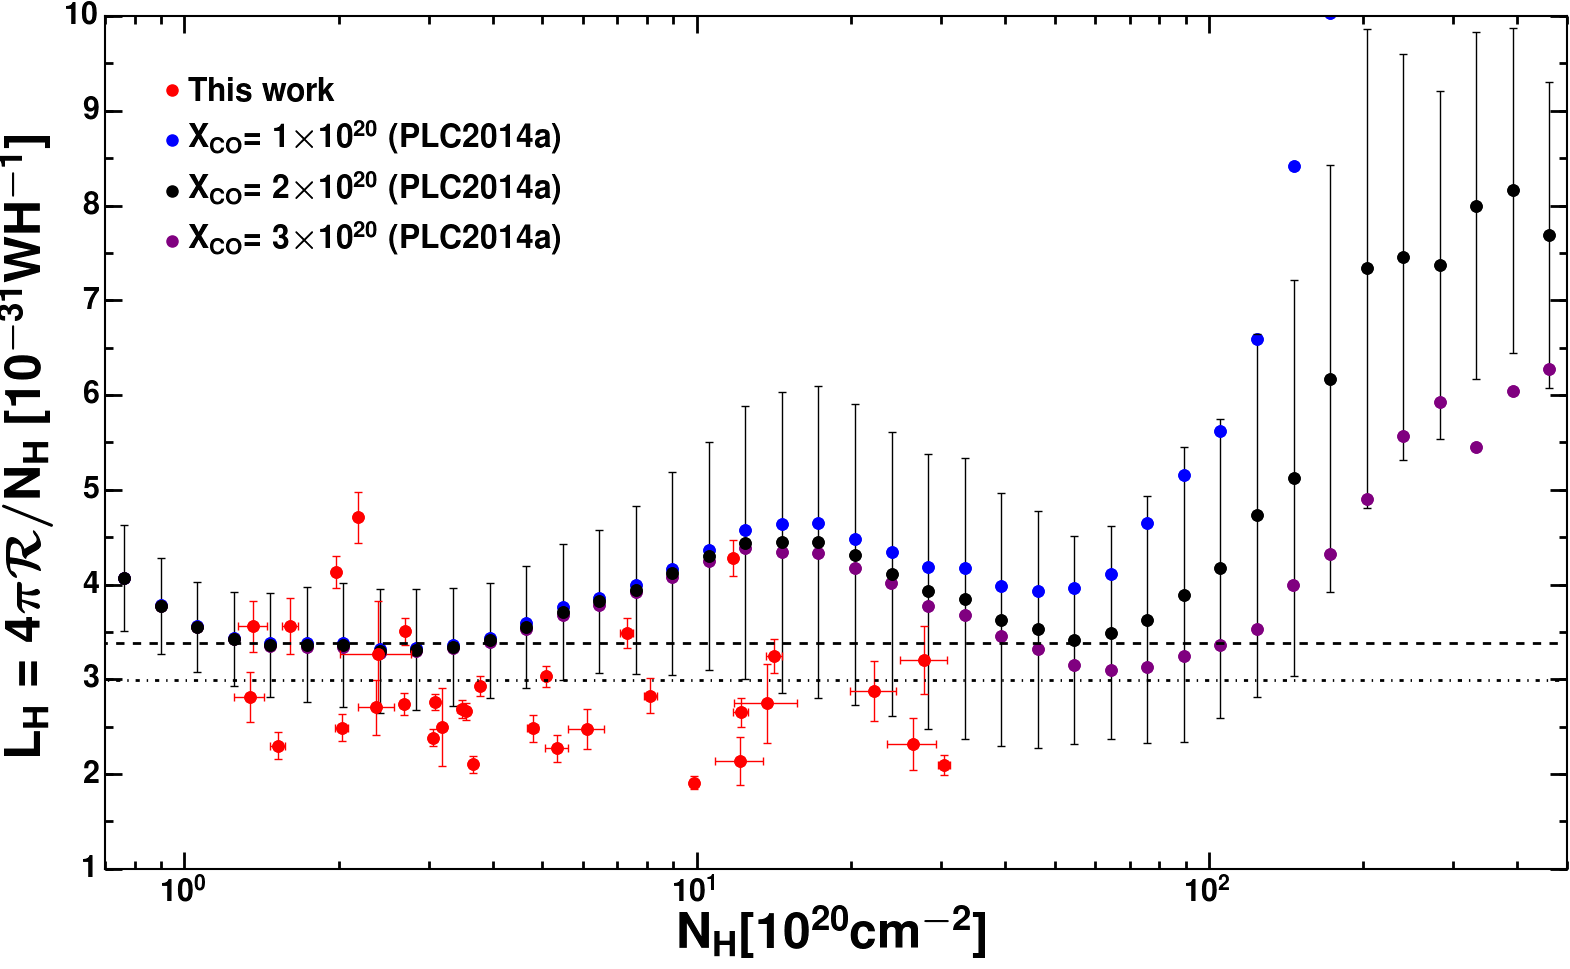 This work
X_CO= 1×10^20 (PLC2014a)
X_CO= 2×10^20 (PLC2014a)
X_CO= 3×10^20 (PLC2014a)
10
9
8
7
6
5
4
3
2
1
L_H = 4πℛ/N_H [10^−31WH^−1]
10^0 10^1 10^2
N_H[10^20cm^−2]